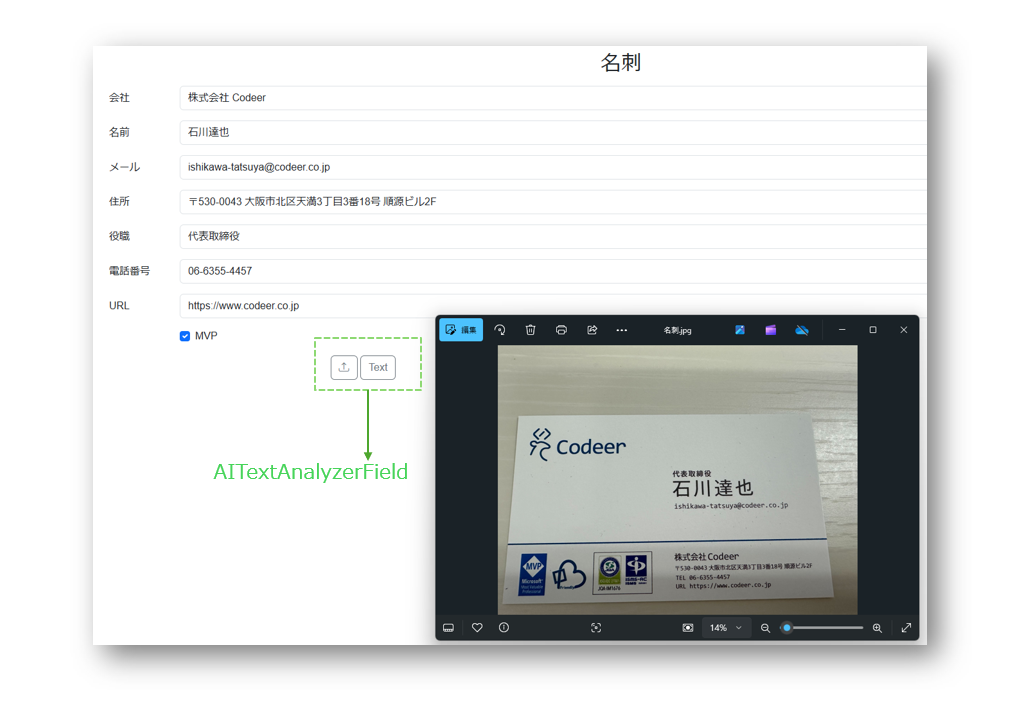 名刺
会社
株式会社 Codeer
名前
石川達也
メール
ishikawa-tatsuya@codeer.co.jp
住所
〒530-0043 大阪市北区天満3丁目3番18号 順源ビル2F
役職
代表取締役
電話番号
06-6355-4457
URL
https://www.codeer.co.jp
MVP
Text
AITextAnalyzerField
編集
名刺.jpg
Codeer
代表取締役
石川達也
ishikawa-tatsuya@codeer.co.jp
MVP
Microsoft
株式会社Codeer
〒530-0043 大阪市北区天満3丁目3番18号 順源ビル2F
TEL 06-6355-4457
URL https://www.codeer.co.jp
14%